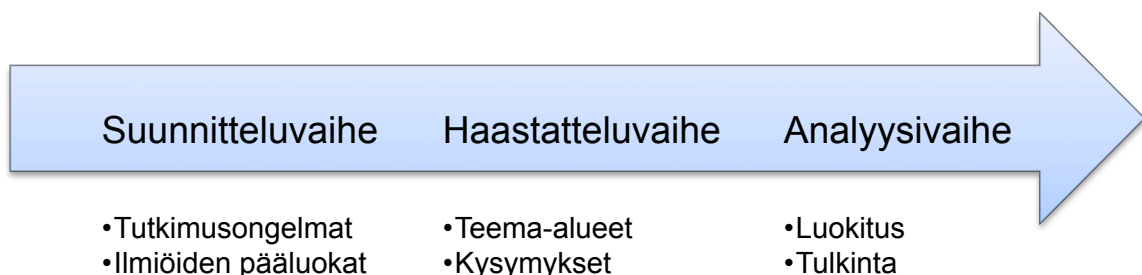 Suunnitteluvaihe Haastatteluvaihe Analyysivaihe
•Tutkimusongelmat •Teema-alueet •Luokitus
•Ilmiöiden pääluokat •Kysymykset •Tulkinta